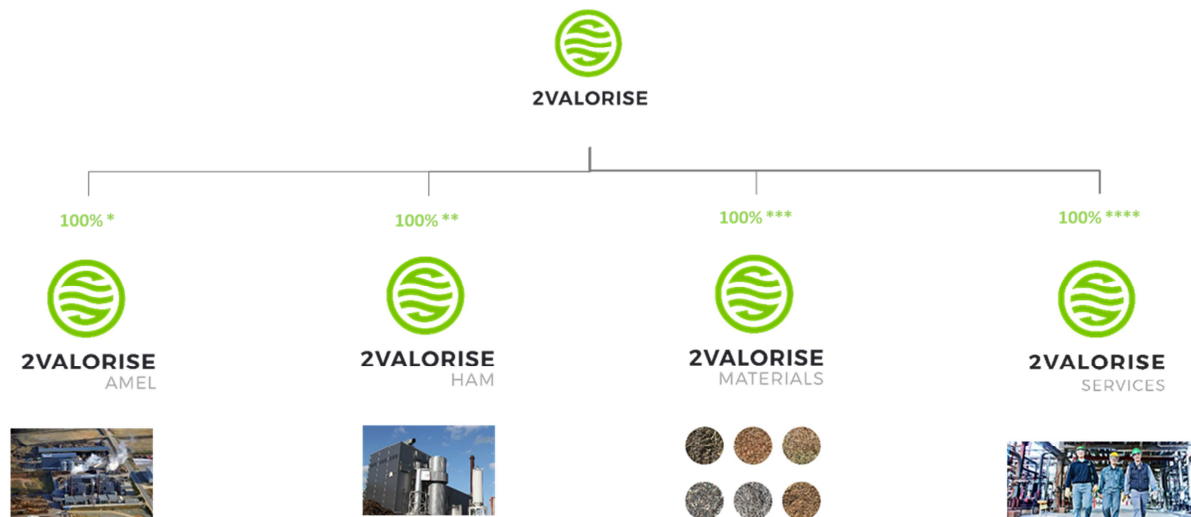 2VALORISE
100% *
100% **
100% ***
100% ****
2VALORISE
AMEL
2VALORISE
HAM
2VALORISE
MATERIALS
2VALORISE
SERVICES